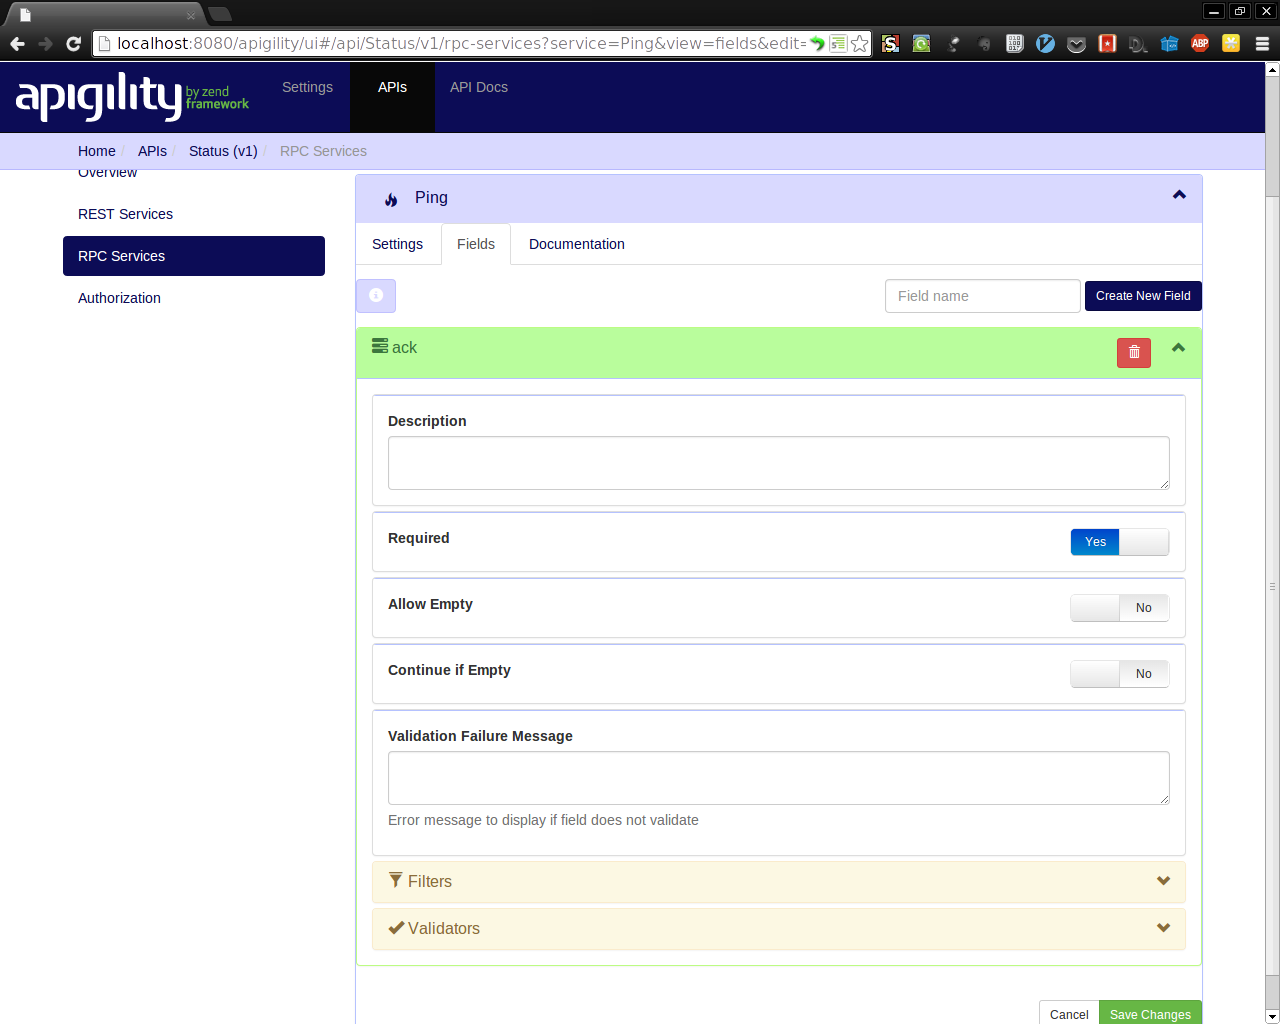 localhost:8080/apigility/ui#/api/Status/v1/rpc-services?service=Ping&view=fields&edit=
apigility by zend framework
Settings APIs API Docs
Home / APIs / Status (v1) / RPC Services
Overview
REST Services
RPC Services
Authorization
Ping
Settings Fields Documentation
Field name Create New Field
ack
Description
Required Yes
Allow Empty No
Continue if Empty No
Validation Failure Message
Error message to display if field does not validate
Filters
Validators
Cancel Save Changes